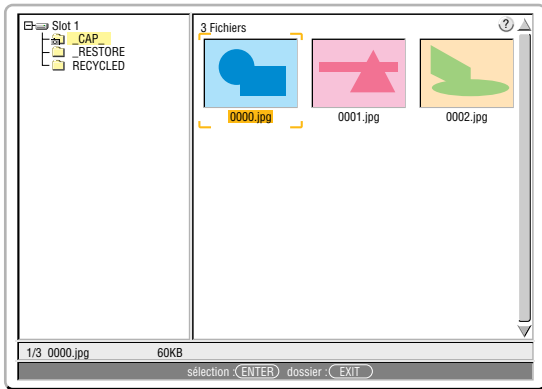 Slot 1
_CAP_
_RESTORE
RECYCLED
3 Fichiers
?
0000.jpg
0001.jpg
0002.jpg
1/3 0000.jpg 60KB
sélection : ENTER dossier : EXIT